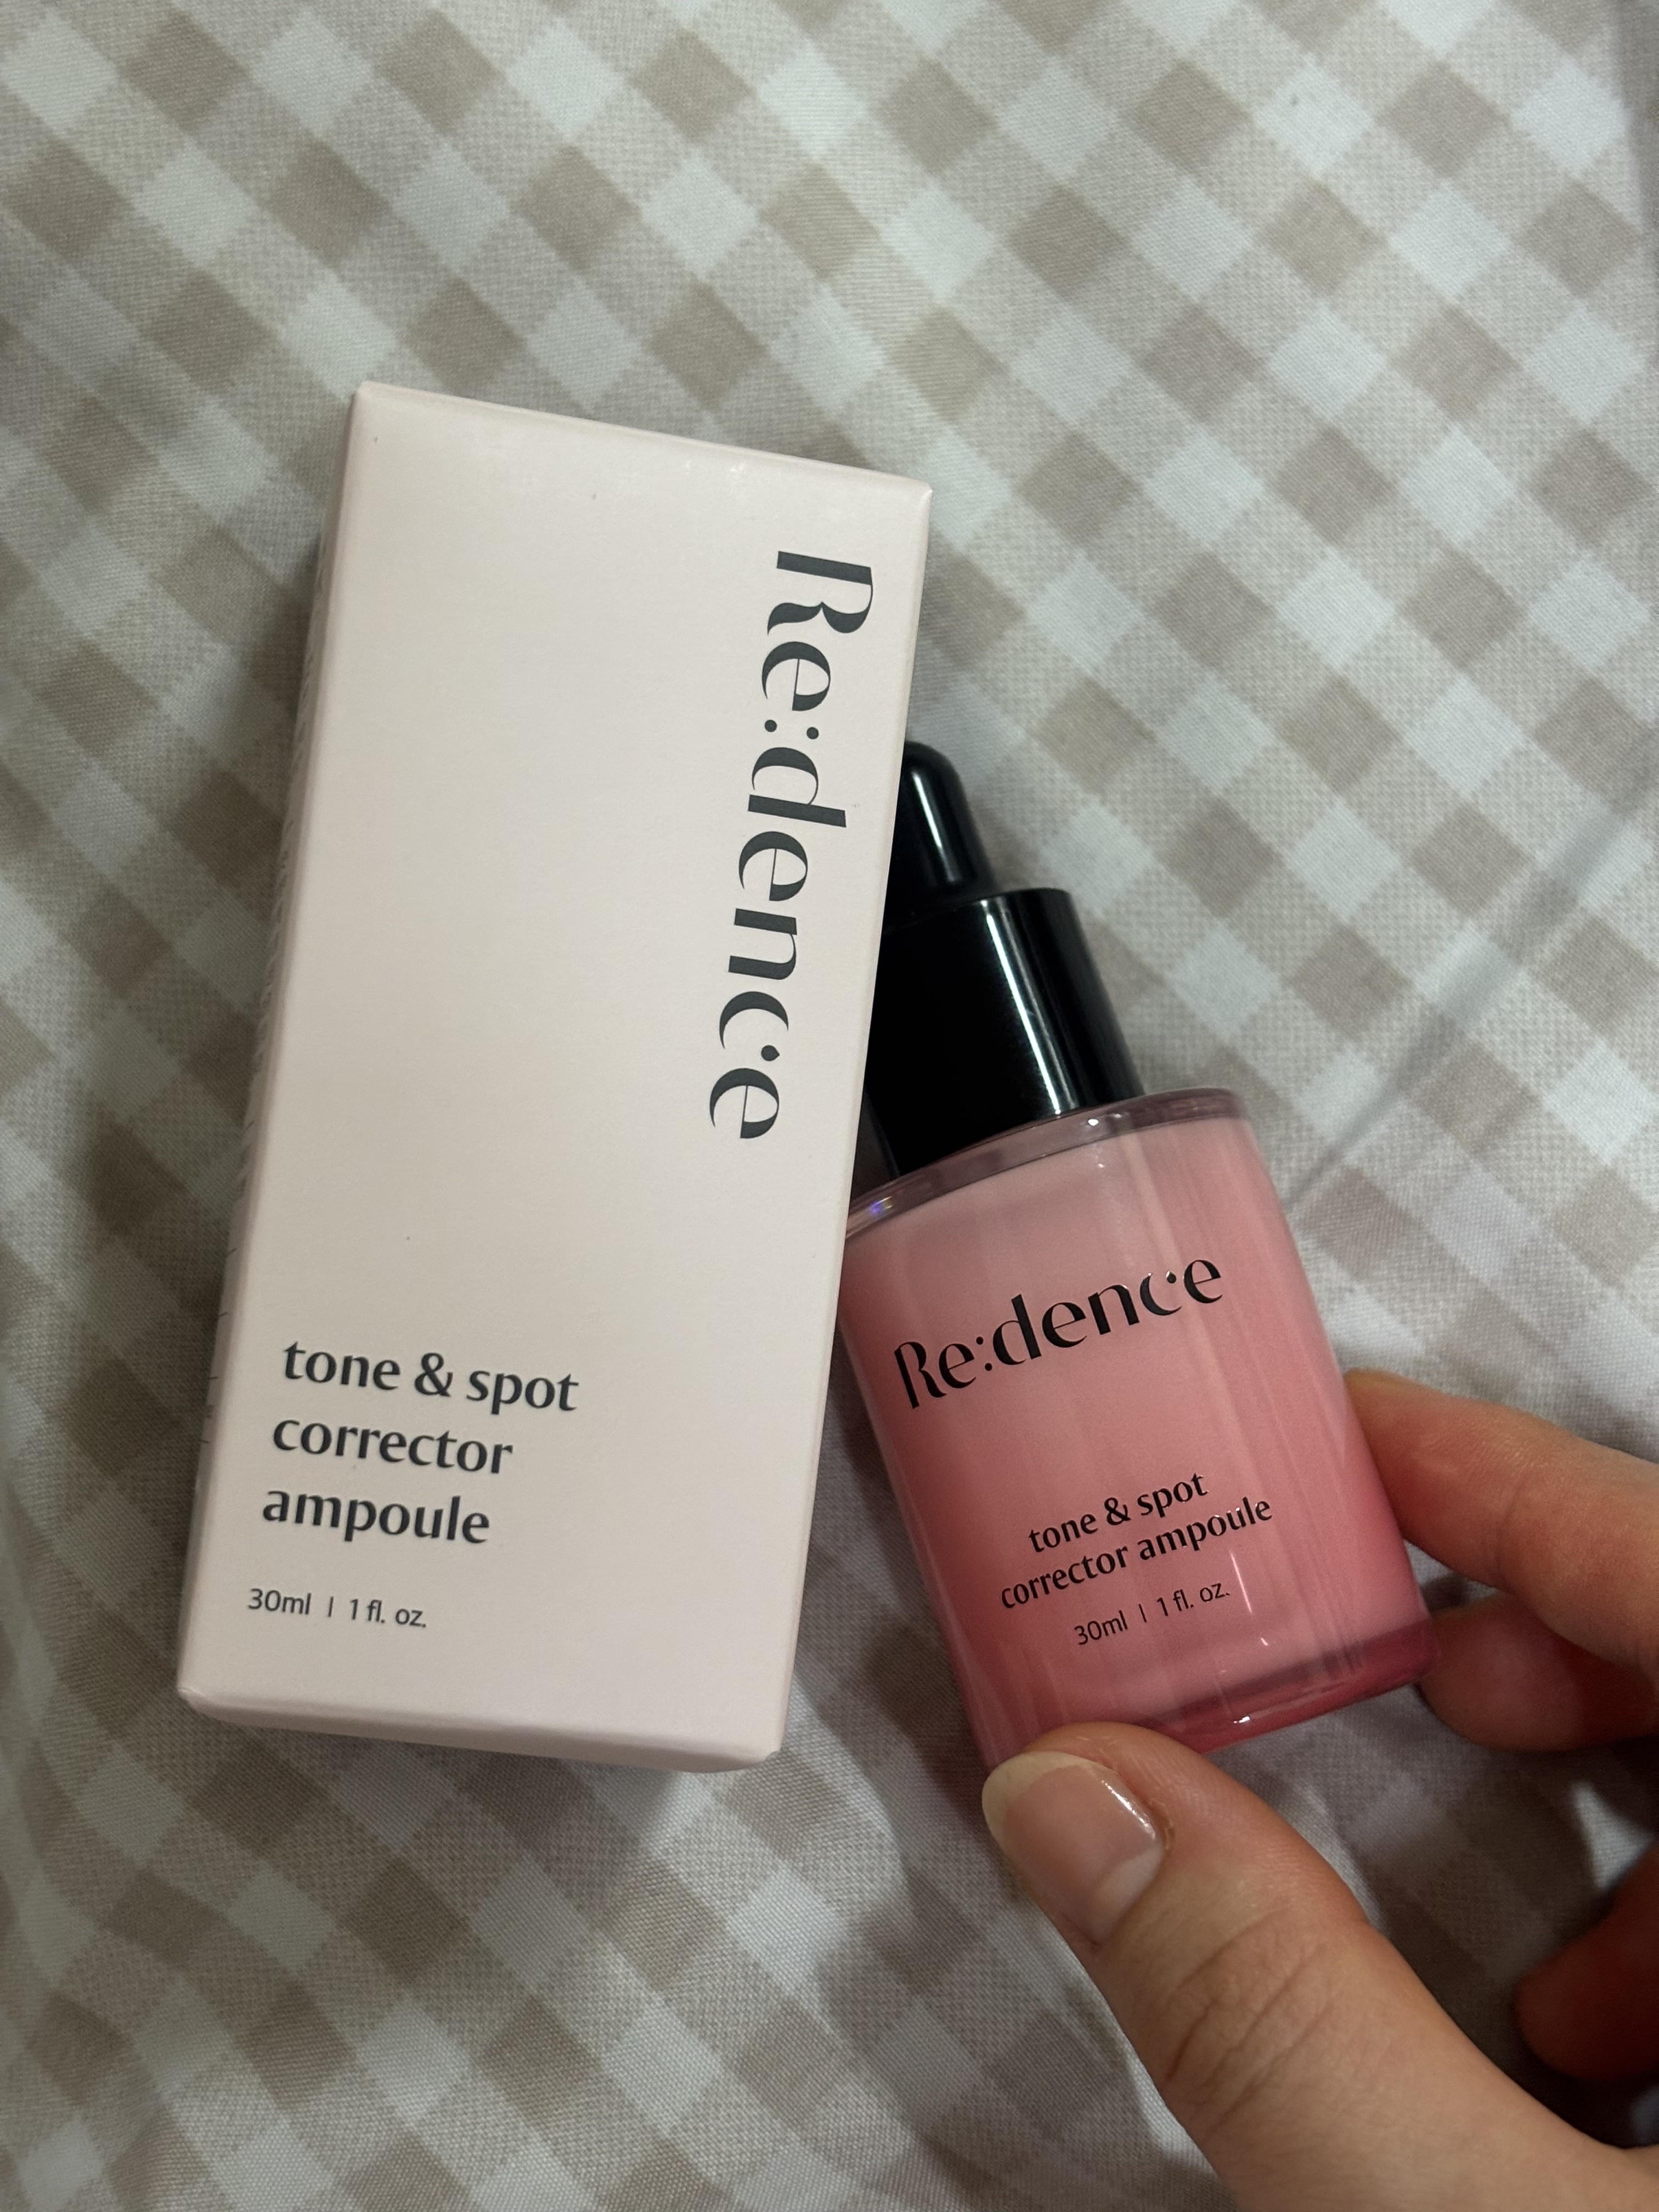 Re:dence
tone & spot
corrector
ampoule
30ml | 1 fl. oz.
Re:dence
tone & spot
corrector ampoule
30ml | 1 fl. oz.